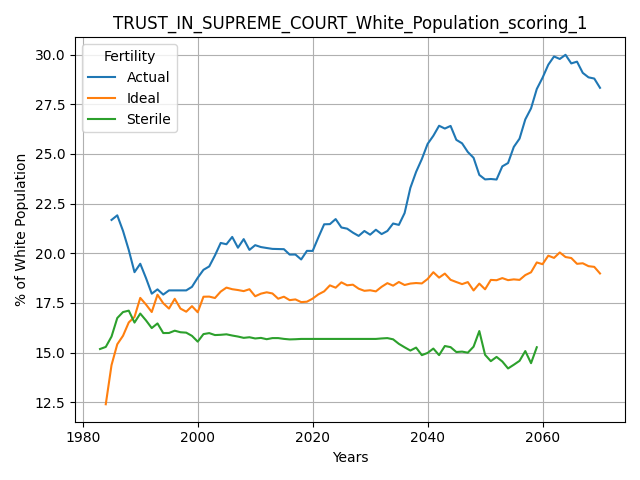 TRUST_IN_SUPREME_COURT_White_Population_scoring_1
Fertility
Actual
Ideal
Sterile
% of White Population
30.0
27.5
25.0
22.5
20.0
17.5
15.0
12.5
1980
2000
2020
2040
2060
Years